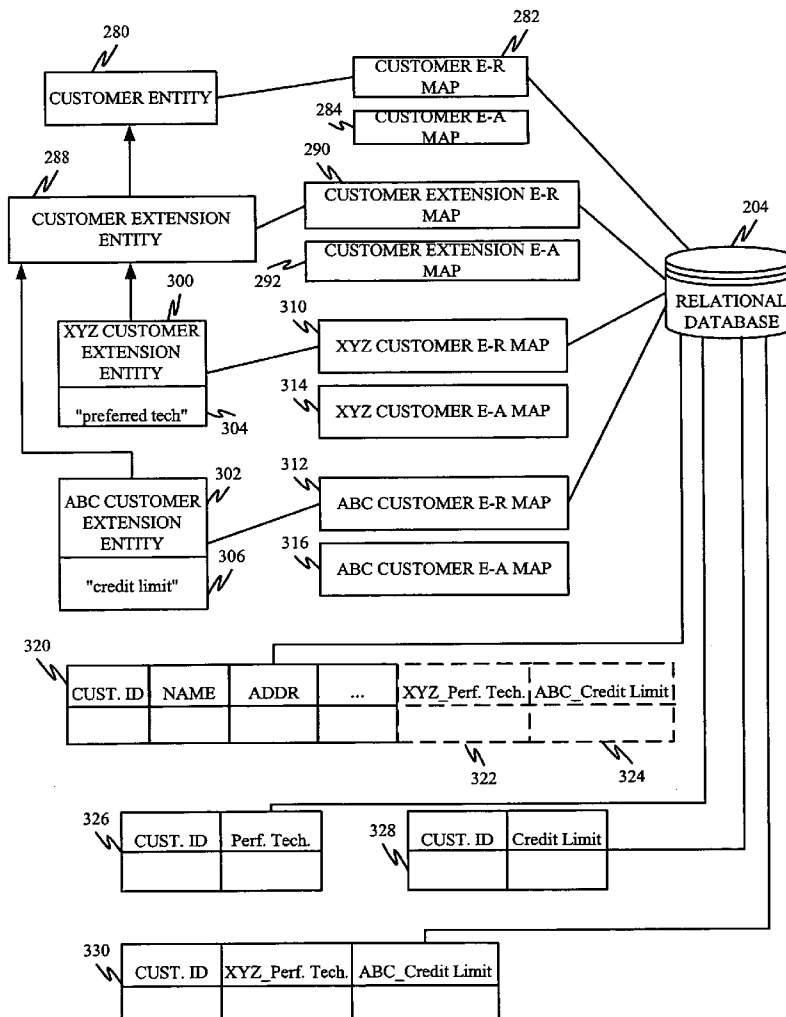 280
282
CUSTOMER ENTITY
CUSTOMER E-R
MAP
284
CUSTOMER E-A
MAP
288
290
CUSTOMER EXTENSION
ENTITY
CUSTOMER EXTENSION E-R
MAP
204
292
CUSTOMER EXTENSION E-A
MAP
RELATIONAL
DATABASE
300
XYZ CUSTOMER
EXTENSION
ENTITY
310
XYZ CUSTOMER E-R MAP
"preferred tech"
304
314
XYZ CUSTOMER E-A MAP
302
ABC CUSTOMER
EXTENSION
ENTITY
312
ABC CUSTOMER E-R MAP
"credit limit"
306
316
ABC CUSTOMER E-A MAP
320
CUST. ID NAME ADDR ... XYZ_Perf. Tech. ABC_Credit Limit
322 324
326
CUST. ID Perf. Tech.
328
CUST. ID Credit Limit
330
CUST. ID XYZ_Perf. Tech. ABC_Credit Limit